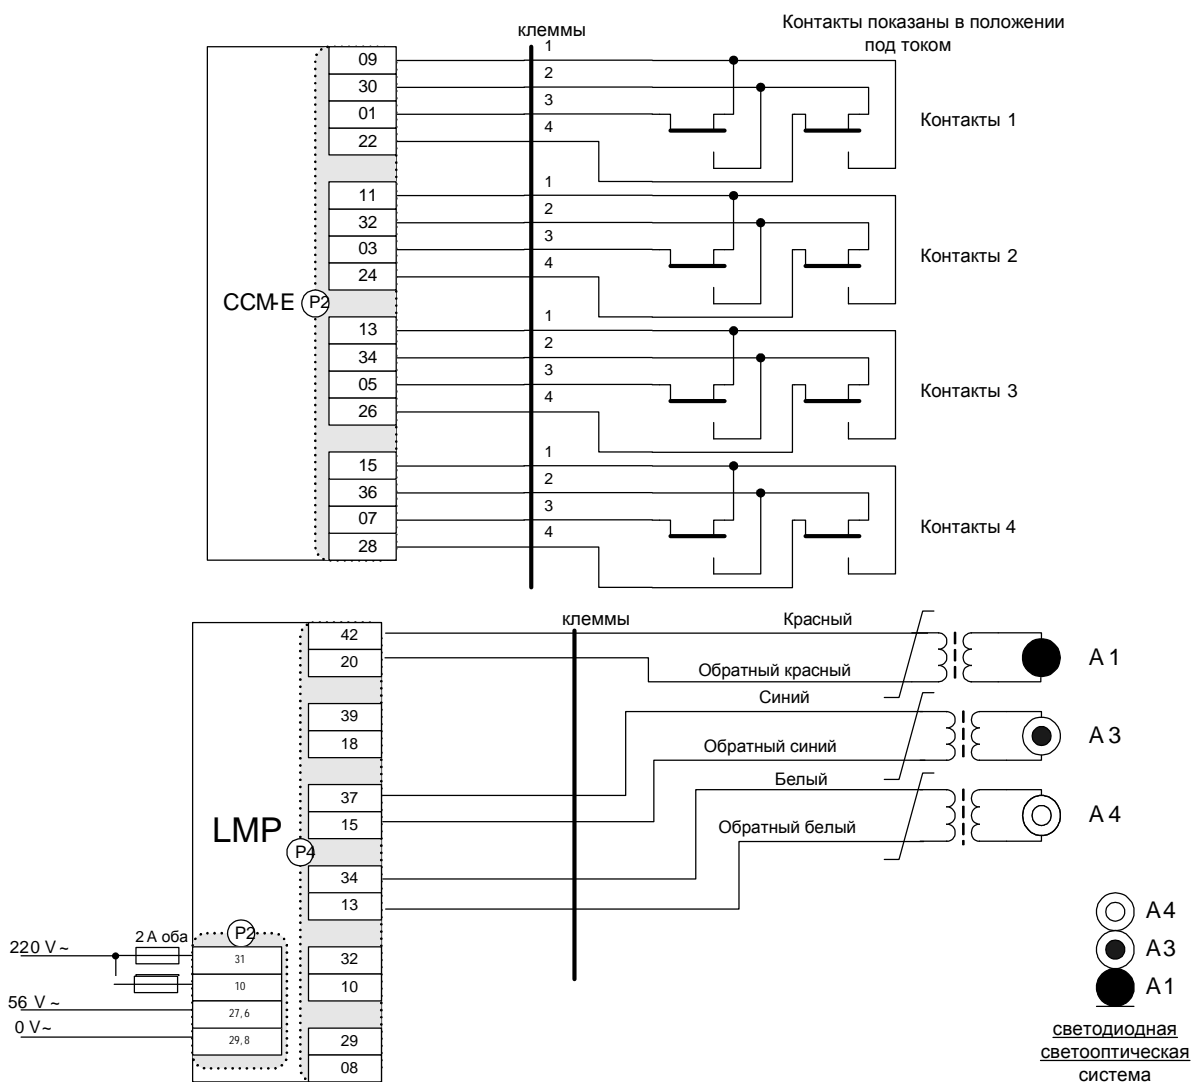 Контакты показаны в положении
под током
клеммы
09
30
01
22
1
2
3
4
Контакты 1
11
32
03
24
1
2
3
4
Контакты 2
CCM-E
P2
13
34
05
26
1
2
3
4
Контакты 3
15
36
07
28
1
2
3
4
Контакты 4
клеммы
42
20
Красный
Обратный красный
A 1
39
18
Синий
Обратный синий
A 3
37
15
Белый
Обратный белый
A 4
LMP
P4
34
13
32
10
29
08
P2
220 V ~
2 A оба
31
10
56 V ~
27,6
0 V~
29,8
A 4
A 3
A 1
светодиодная
светооптическая
система